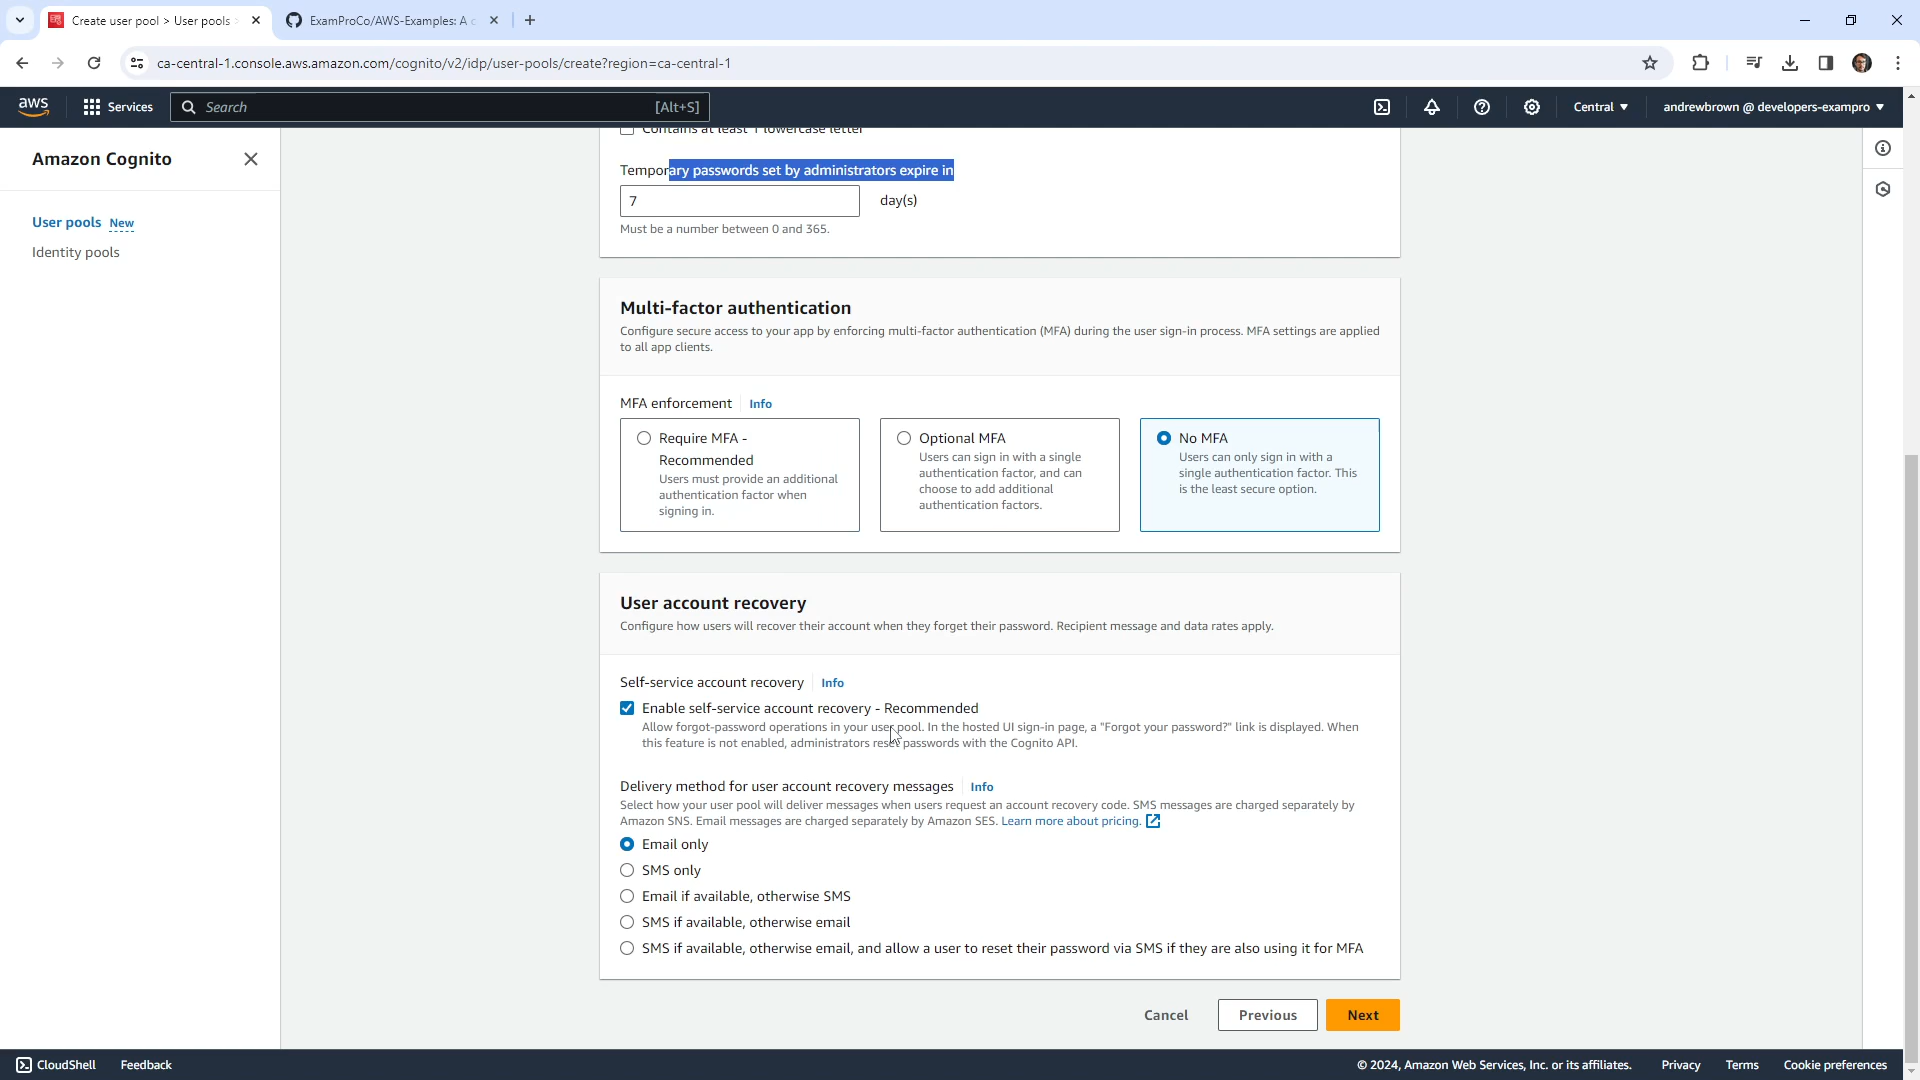 Create user pool > User pools
ExamProCo/AWS-Examples: A c
ca-central-1.console.aws.amazon.com/cognito/v2/idp/user-pools/create?region=ca-central-1
aws
Services
Search
[Alt+S]
Central
andrewbrown @ developers-exampro
Amazon Cognito
User pools New
Identity pools
Contains at least 1 lowercase letter
Temporary passwords set by administrators expire in
7
day(s)
Must be a number between 0 and 365.
Multi-factor authentication
Configure secure access to your app by enforcing multi-factor authentication (MFA) during the user sign-in process. MFA settings are applied
to all app clients.
MFA enforcement Info
Require MFA -
Recommended
Users must provide an additional
authentication factor when
signing in.
Optional MFA
Users can sign in with a single
authentication factor, and can
choose to add additional
authentication factors.
No MFA
Users can only sign in with a
single authentication factor. This
is the least secure option.
User account recovery
Configure how users will recover their account when they forget their password. Recipient message and data rates apply.
Self-service account recovery Info
Enable self-service account recovery - Recommended
Allow forgot-password operations in your user pool. In the hosted UI sign-in page, a "Forgot your password?" link is displayed. When
this feature is not enabled, administrators reset passwords with the Cognito API.
Delivery method for user account recovery messages Info
Select how your user pool will deliver messages when users request an account recovery code. SMS messages are charged separately by
Amazon SNS. Email messages are charged separately by Amazon SES. Learn more about pricing.
Email only
SMS only
Email if available, otherwise SMS
SMS if available, otherwise email
SMS if available, otherwise email, and allow a user to reset their password via SMS if they are also using it for MFA
Cancel
Previous
Next
CloudShell
Feedback
© 2024, Amazon Web Services, Inc. or its affiliates.
Privacy
Terms
Cookie preferences